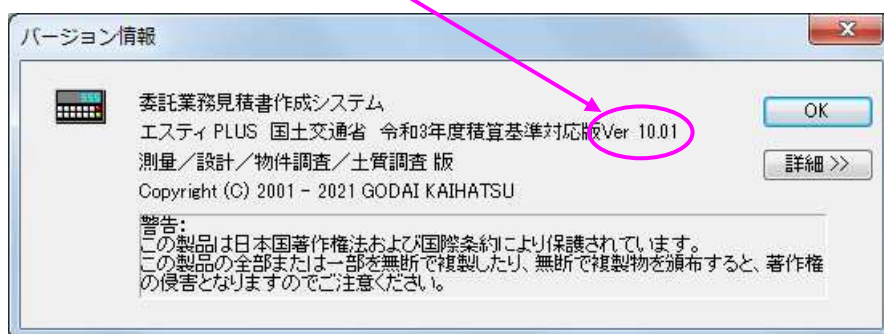 バージョン情報
委託業務見積書作成システム
エスティ PLUS 国土交通省 令和3年度積算基準対応版Ver 10.01
測量／設計／物件調査／土質調査 版
Copyright (C) 2001 - 2021 GODAI KAIHATSU
OK
詳細 >>
警告:
この製品は日本国著作権法および国際条約により保護されています。
この製品の全部または一部を無断で複製したり、無断で複製物を頒布すると、著作権
の侵害となりますのでご注意ください。